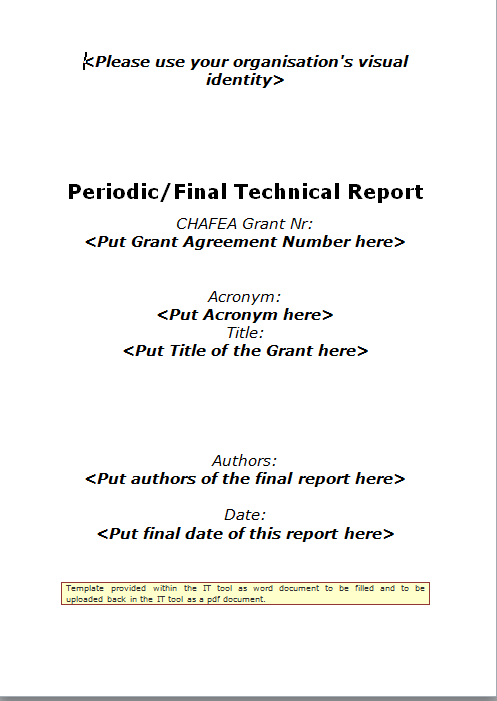 <Please use your organisation's visual
identity>
Periodic/Final Technical Report
CHAFEA Grant Nr:
<Put Grant Agreement Number here>
Acronym:
<Put Acronym here>
Title:
<Put Title of the Grant here>
Authors:
<Put authors of the final report here>
Date:
<Put final date of this report here>
Template provided within the IT tool as word document to be filled and to be
uploaded back in the IT tool as a pdf document.